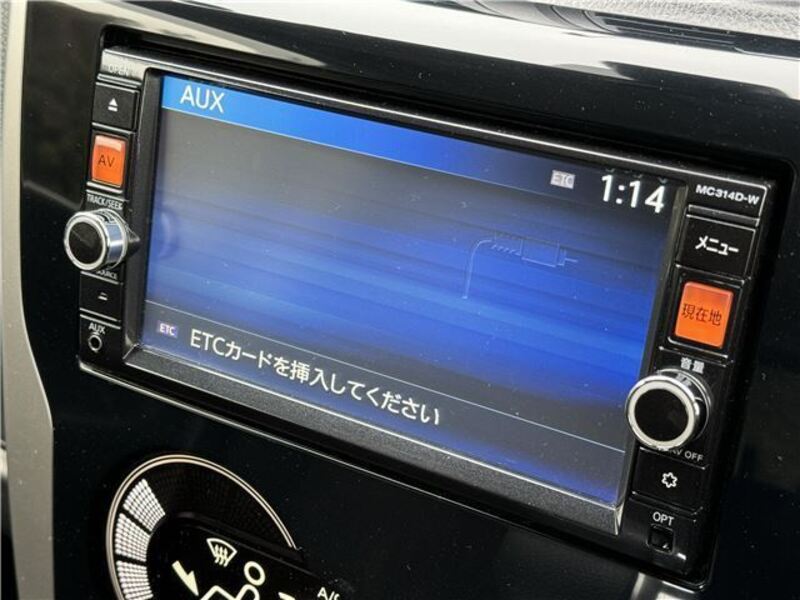 OPEN
AV
TRACK/SEEK
SOURCE
AUX
AUX
ETC
1:14
ETC
ETCカードを挿入してください
MC314D-W
メニュー
現在地
音量
AV OFF
OPT